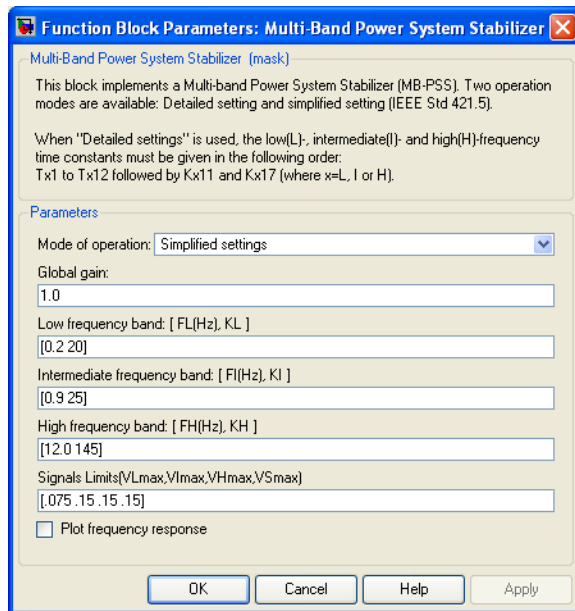 Function Block Parameters: Multi-Band Power System Stabilizer
Multi-Band Power System Stabilizer (mask)
This block implements a Multi-band Power System Stabilizer (MB-PSS). Two operation
modes are available: Detailed setting and simplified setting (IEEE Std 421.5).
When "Detailed settings" is used, the low(L)-, intermediate(I)- and high(H)-frequency
time constants must be given in the following order:
Tx1 to Tx12 followed by Kx11 and Kx17 (where x=L, I or H).
Parameters
Mode of operation: Simplified settings
Global gain:
1.0
Low frequency band: [ FL(Hz), KL ]
[0.2 20]
Intermediate frequency band: [ FI(Hz), KI ]
[0.9 25]
High frequency band: [ FH(Hz), KH ]
[12.0 145]
Signals Limits(VLmax,VImax,VHmax,VSmax)
[.075 .15 .15 .15]
Plot frequency response
OK Cancel Help Apply